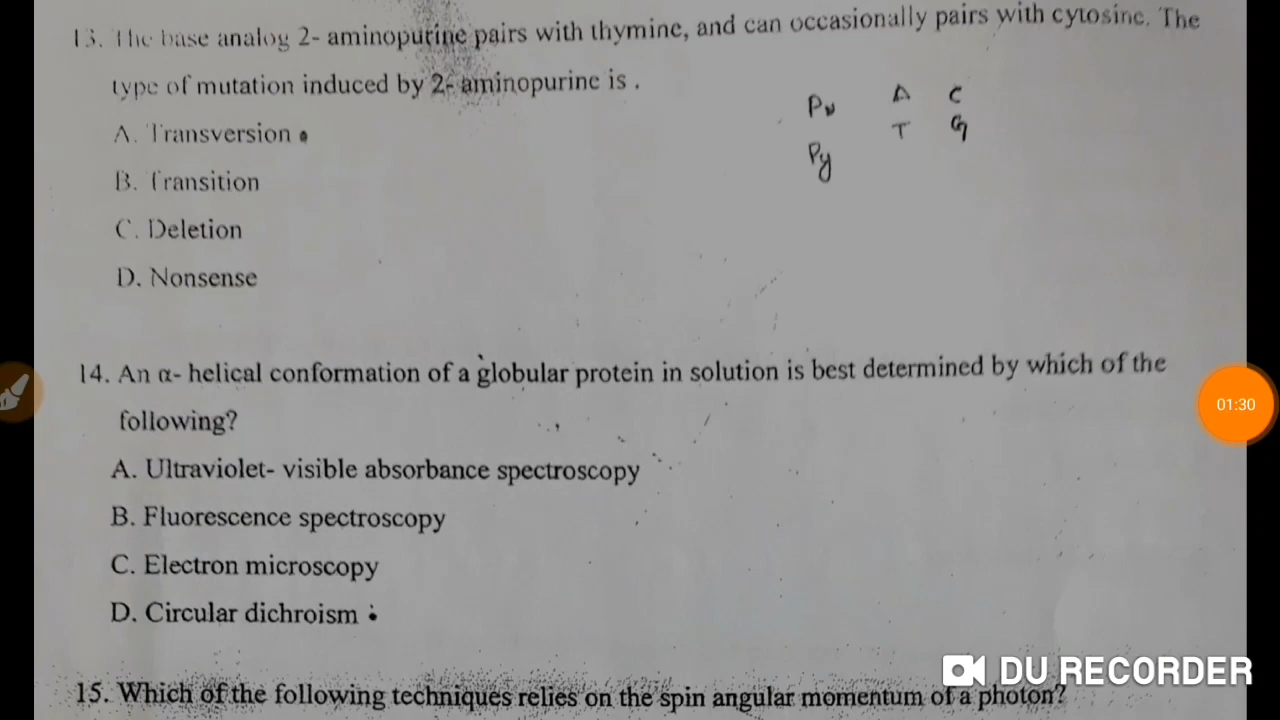 13. The base analog 2- aminopurine pairs with thymine, and can occasionally pairs with cytosine. The
type of mutation induced by 2- aminopurine is .
A. Transversion
B. Transition
C. Deletion
D. Nonsense
Pu A C
T G
Py
14. An α- helical conformation of a globular protein in solution is best determined by which of the
following?
A. Ultraviolet- visible absorbance spectroscopy
B. Fluorescence spectroscopy
C. Electron microscopy
D. Circular dichroism
01:30
DU RECORDER
15. Which of the following techniques relies on the spin angular momentum of a photon?